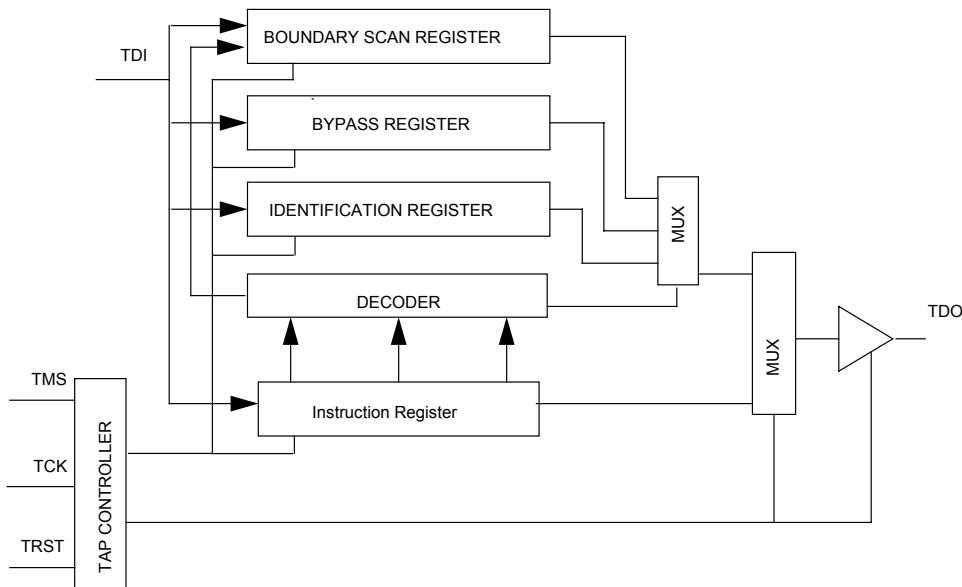 BOUNDARY SCAN REGISTER
TDI
BYPASS REGISTER
IDENTIFICATION REGISTER
MUX
DECODER
TDO
MUX
TMS
Instruction Register
TCK
TAP CONTROLLER
TRST